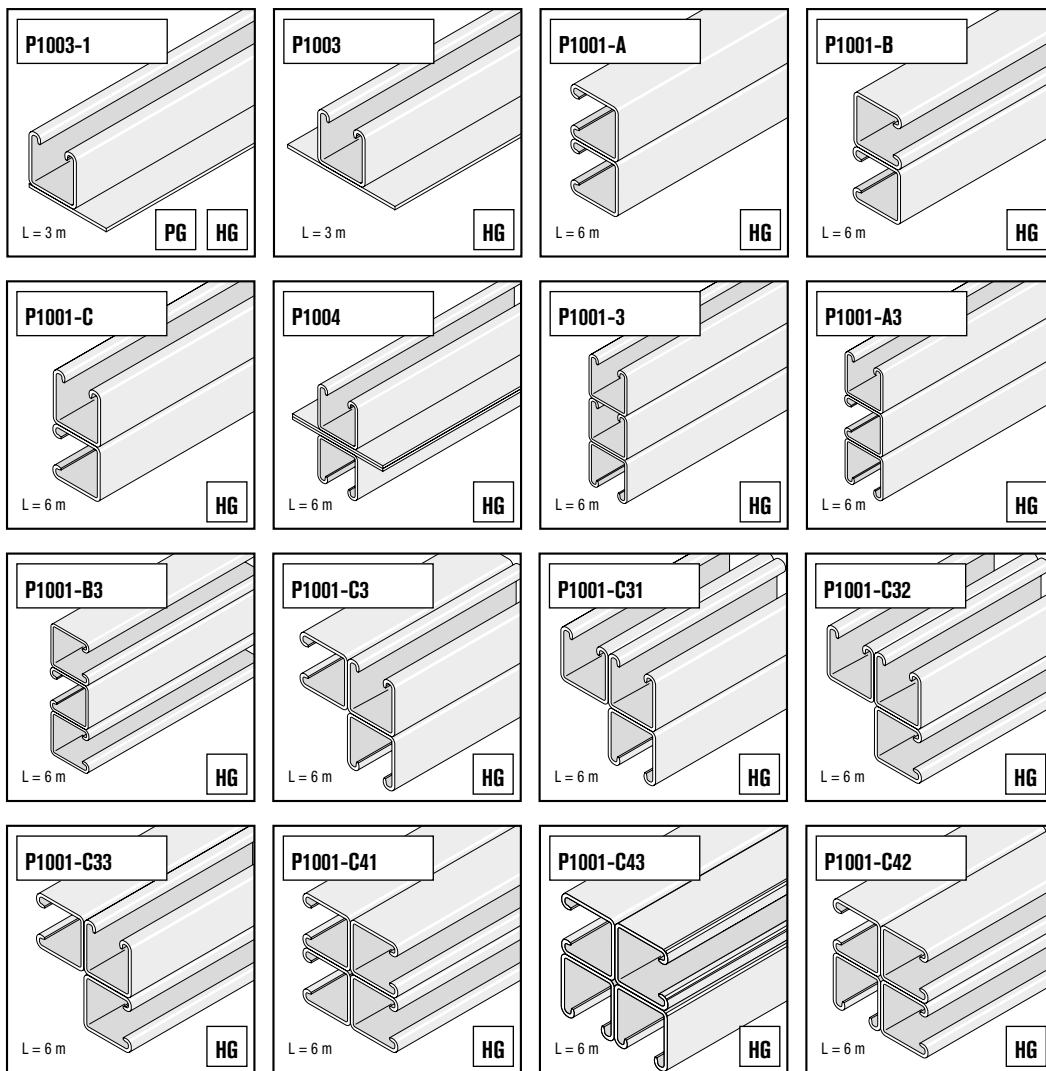 P1003-1
L = 3 m
PG HG
P1003
L = 3 m
HG
P1001-A
L = 6 m
HG
P1001-B
L = 6 m
HG
P1001-C
L = 6 m
HG
P1004
L = 6 m
HG
P1001-3
L = 6 m
HG
P1001-A3
L = 6 m
HG
P1001-B3
L = 6 m
HG
P1001-C3
L = 6 m
HG
P1001-C31
L = 6 m
HG
P1001-C32
L = 6 m
HG
P1001-C33
L = 6 m
HG
P1001-C41
L = 6 m
HG
P1001-C43
L = 6 m
HG
P1001-C42
L = 6 m
HG